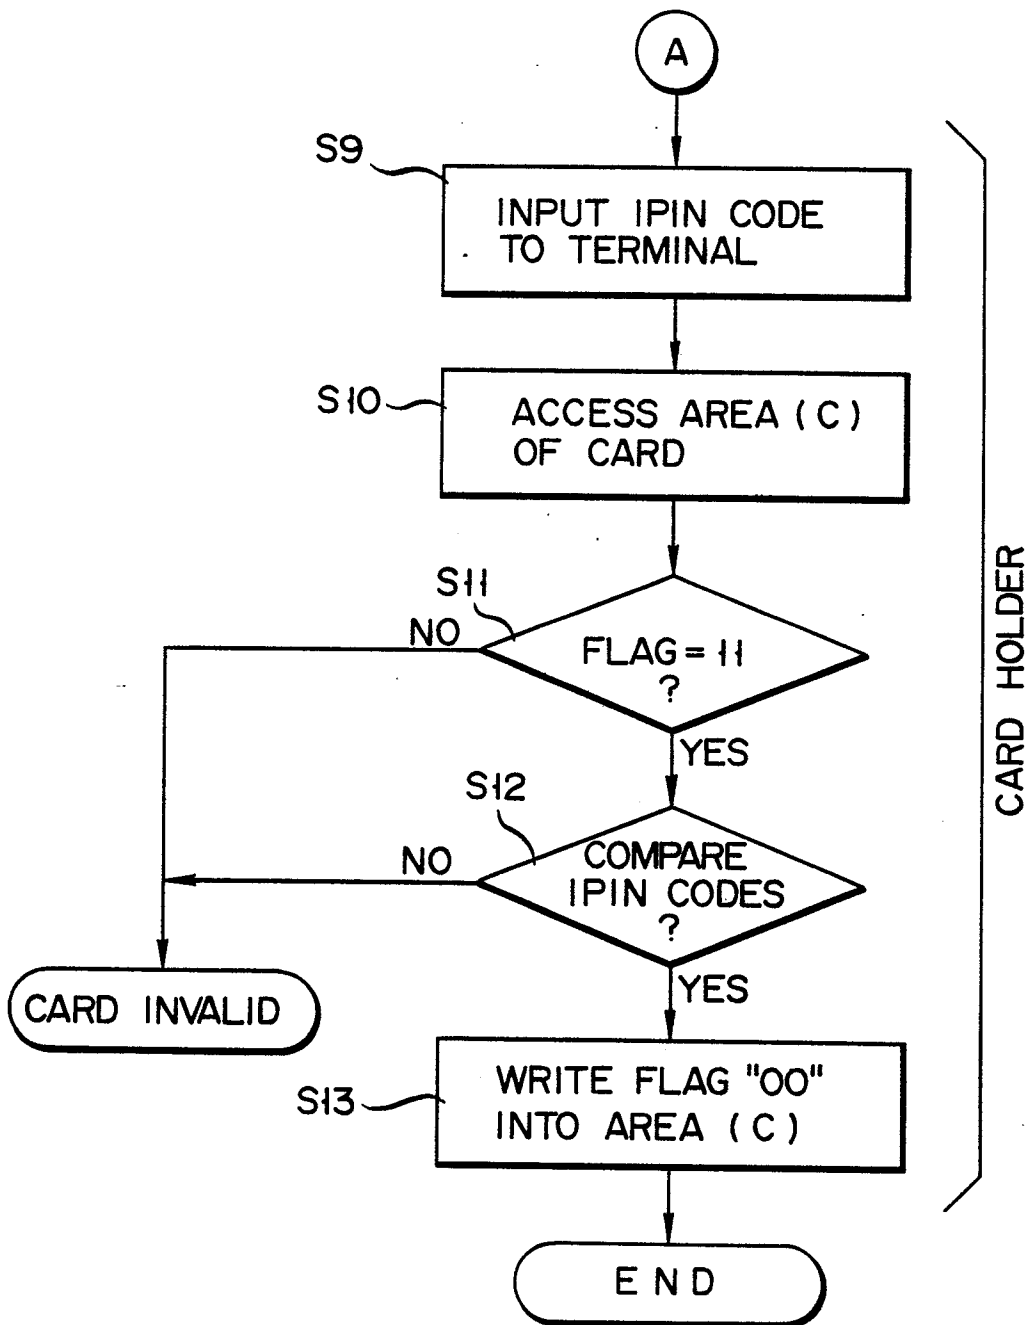 A
S9
INPUT IPIN CODE
TO TERMINAL
S10
ACCESS AREA (C)
OF CARD
S11
NO
FLAG = 11
?
YES
S12
NO
COMPARE
IPIN CODES
?
YES
CARD INVALID
S13
WRITE FLAG "00"
INTO AREA (C)
END
CARD HOLDER